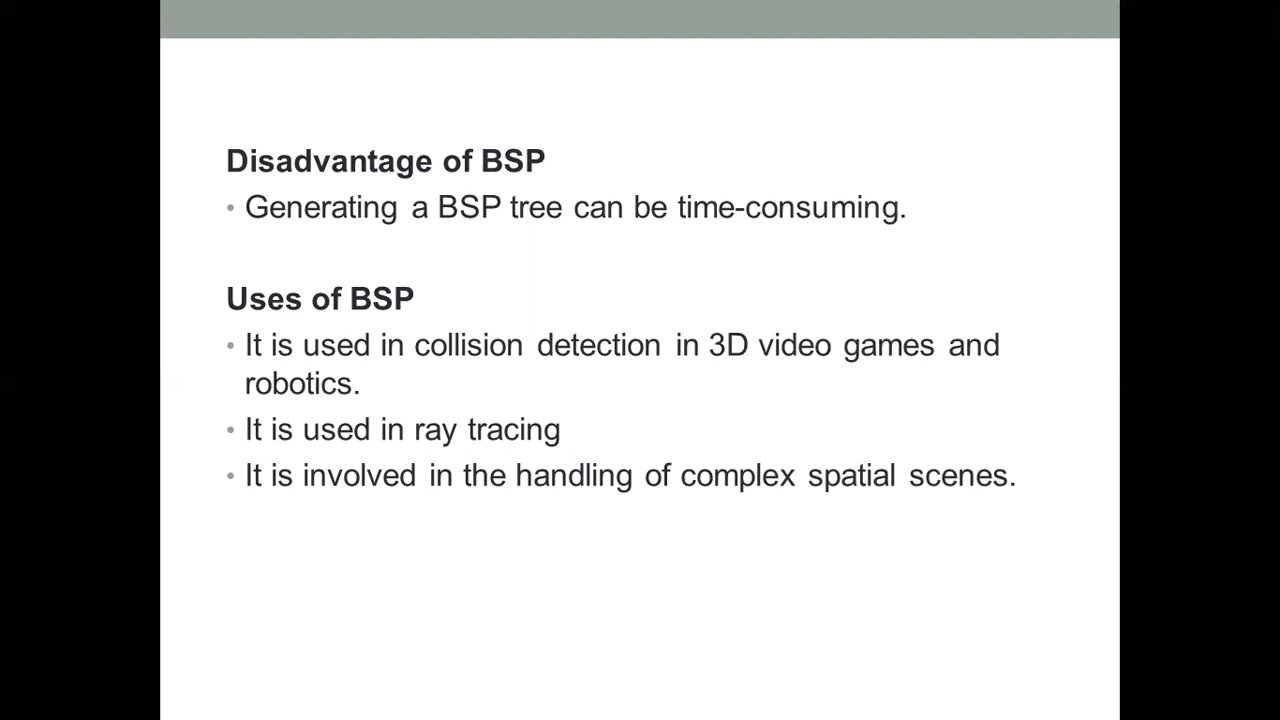 Disadvantage of BSP
• Generating a BSP tree can be time-consuming.
Uses of BSP
• It is used in collision detection in 3D video games and
robotics.
• It is used in ray tracing
• It is involved in the handling of complex spatial scenes.